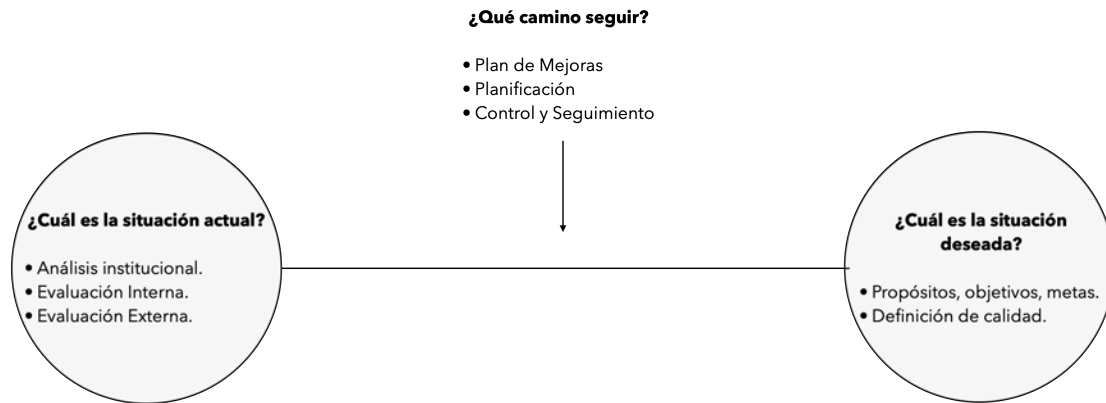 ¿Qué camino seguir?
• Plan de Mejoras
• Planificación
• Control y Seguimiento
¿Cuál es la situación actual?
• Análisis institucional.
• Evaluación Interna.
• Evaluación Externa.
¿Cuál es la situación
deseada?
• Propósitos, objetivos, metas.
• Definición de calidad.